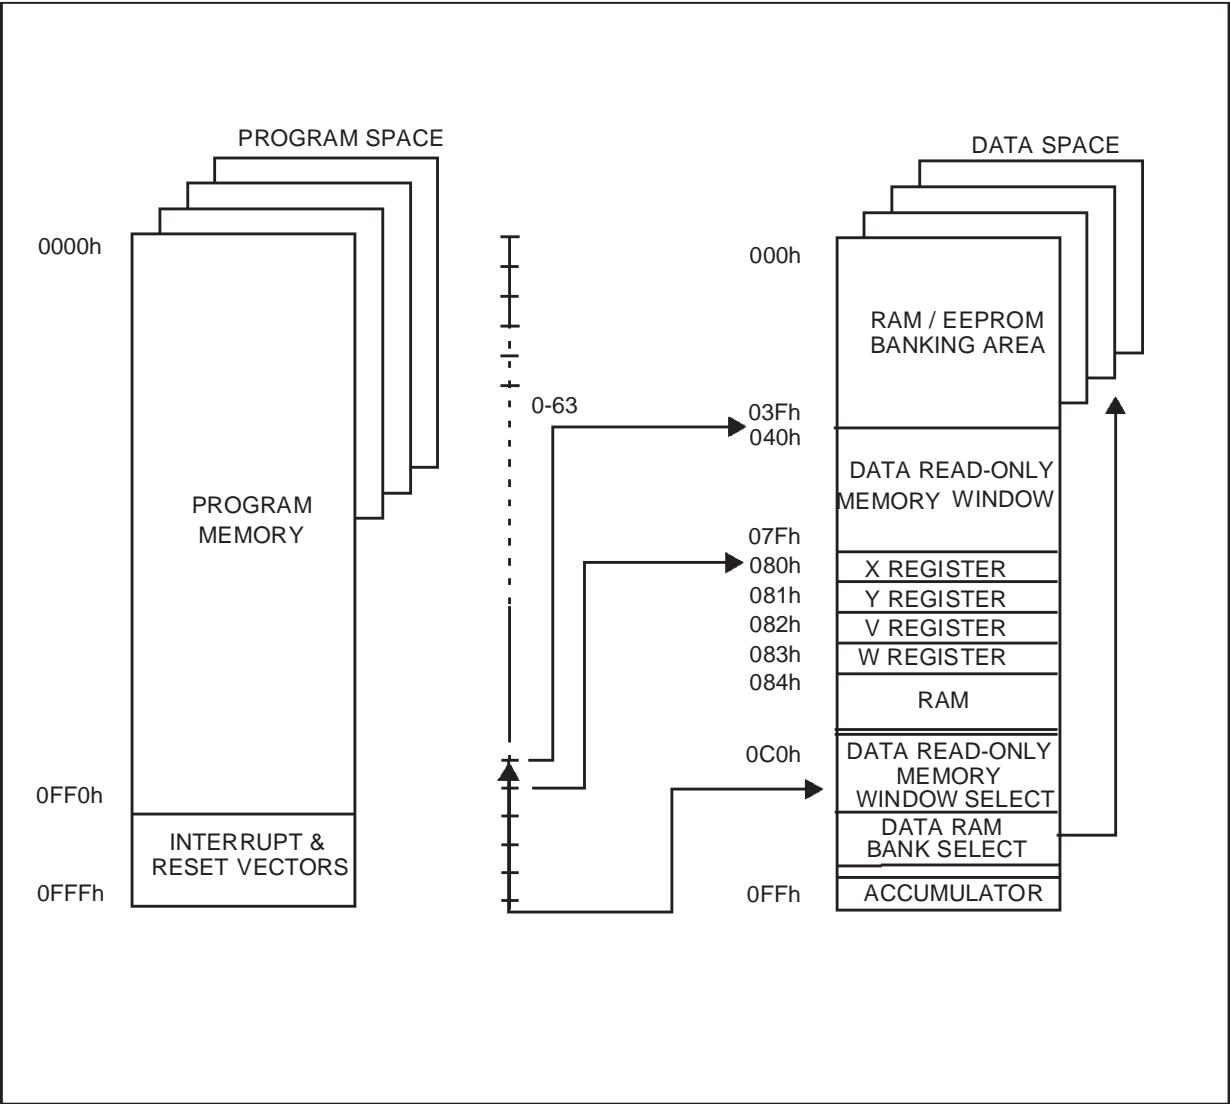 PROGRAM SPACE
0000h
PROGRAM
MEMORY
0FF0h
INTERRUPT &
RESET VECTORS
0FFFh
0-63
DATA SPACE
000h
RAM / EEPROM
BANKING AREA
03Fh
040h
DATA READ-ONLY
MEMORY WINDOW
07Fh
080h
X REGISTER
081h
Y REGISTER
082h
V REGISTER
083h
W REGISTER
084h
RAM
0C0h
DATA READ-ONLY
MEMORY
WINDOW SELECT
DATA RAM
BANK SELECT
0FFh
ACCUMULATOR